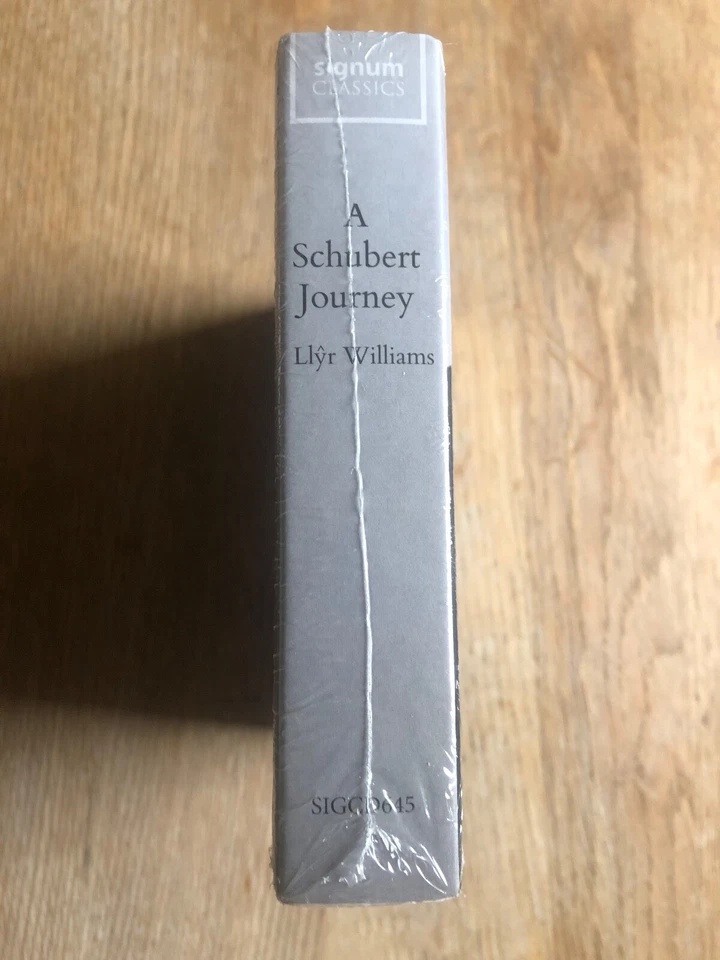 signum
CLASSICS
A
Schubert
Journey
Llŷr Williams
SIGCD645